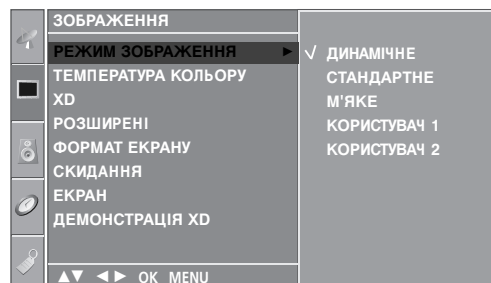 ЗОБРАЖЕННЯ
РЕЖИМ ЗОБРАЖЕННЯ ►
ТЕМПЕРАТУРА КОЛЬОРУ
XD
РОЗШИРЕНІ
ФОРМАТ ЕКРАНУ
СКИДАННЯ
ЕКРАН
ДЕМОНСТРАЦІЯ XD
▲▼ ◄► OK MENU
√ ДИНАМІЧНЕ
СТАНДАРТНЕ
М'ЯКЕ
КОРИСТУВАЧ 1
КОРИСТУВАЧ 2